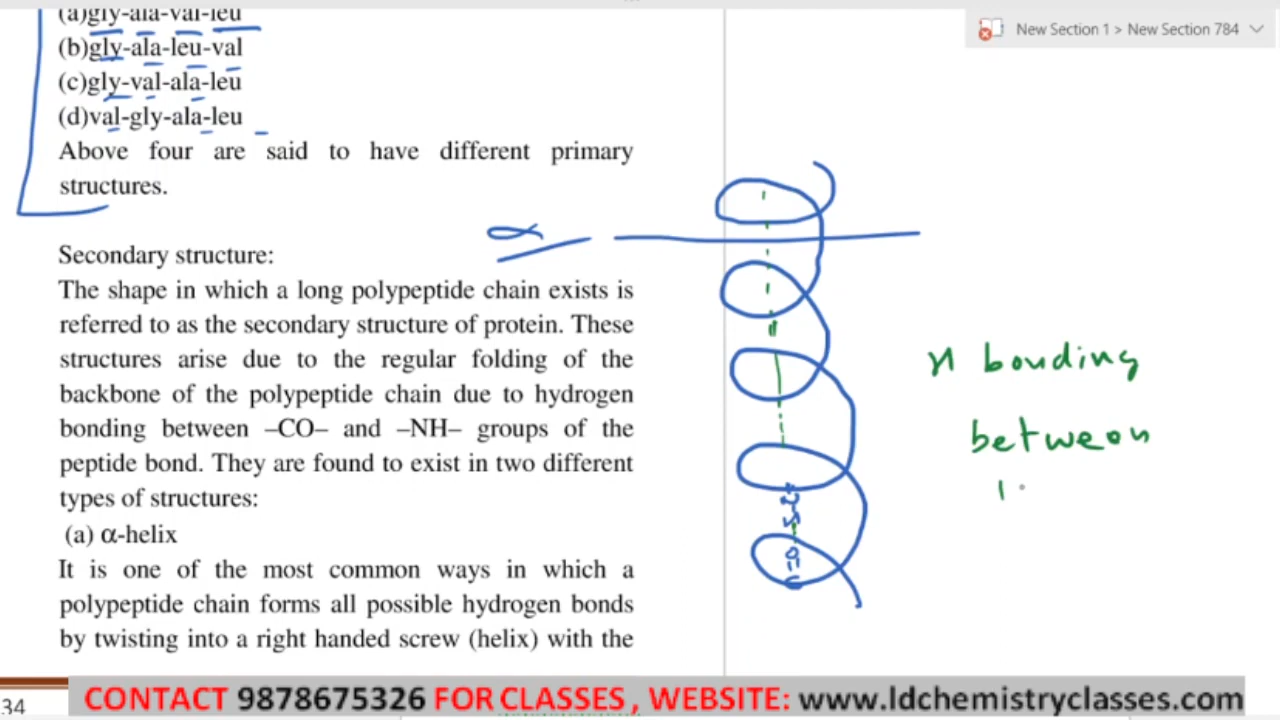 (a)gly-ala-val-leu
(b)gly-ala-leu-val
(c)gly-val-ala-leu
(d)val-gly-ala-leu
Above four are said to have different primary
structures.
Secondary structure:
The shape in which a long polypeptide chain exists is
referred to as the secondary structure of protein. These
structures arise due to the regular folding of the
backbone of the polypeptide chain due to hydrogen
bonding between –CO– and –NH– groups of the
peptide bond. They are found to exist in two different
types of structures:
(a) α-helix
It is one of the most common ways in which a
polypeptide chain forms all possible hydrogen bonds
by twisting into a right handed screw (helix) with the
34
New Section 1 > New Section 784
α
H bonding
between
CONTACT 9878675326 FOR CLASSES , WEBSITE: www.ldchemistryclasses.com